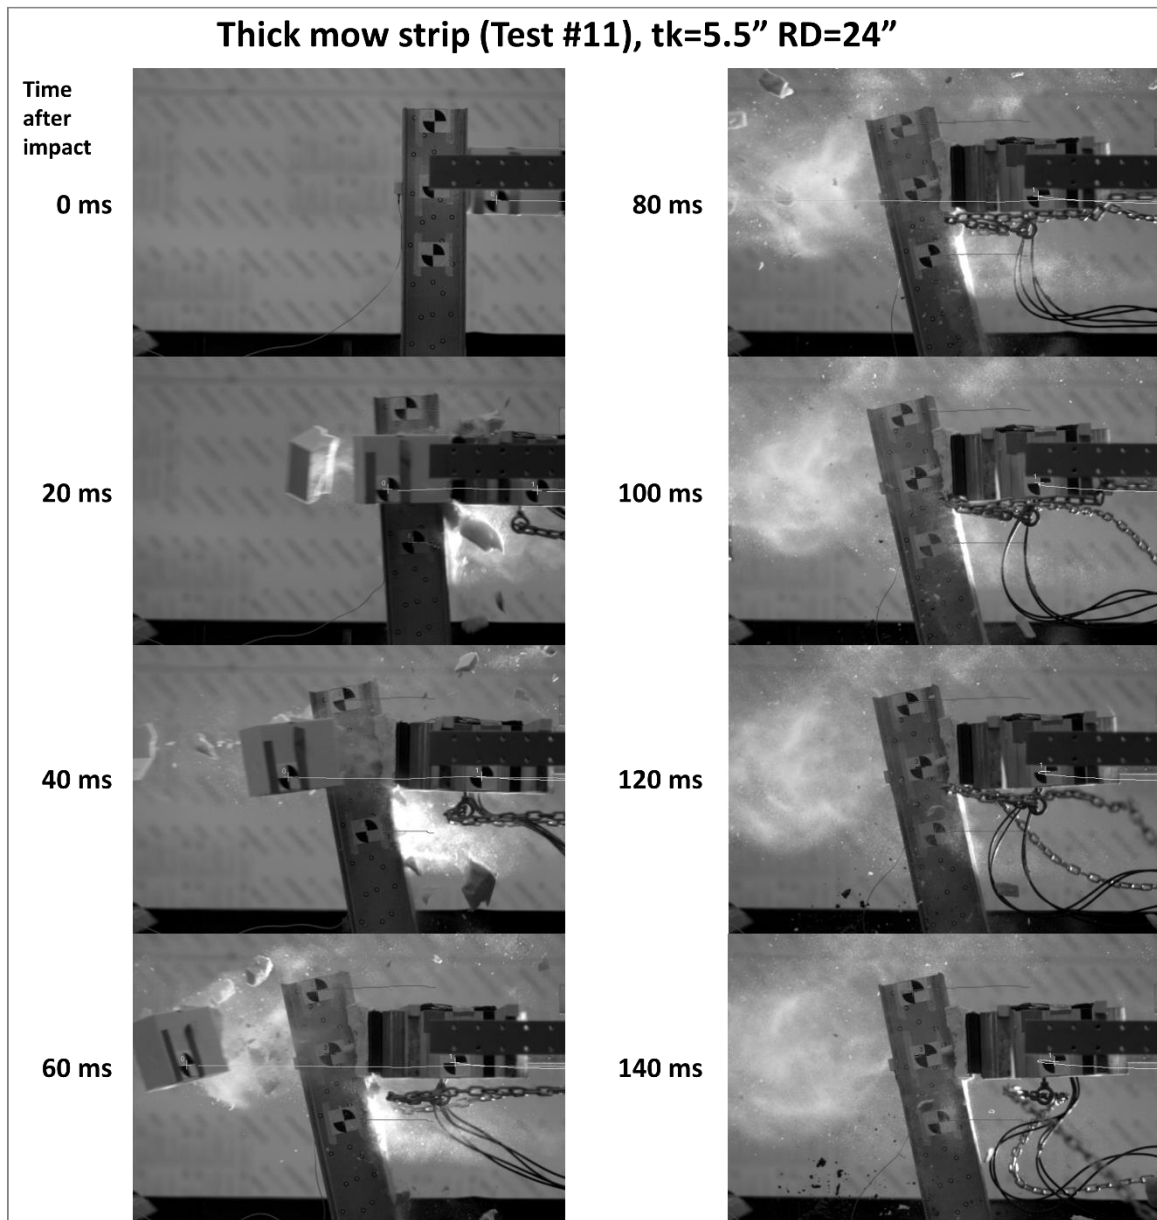 Thick mow strip (Test #11), tk=5.5” RD=24”
Time
after
impact
0 ms
20 ms
40 ms
60 ms
80 ms
100 ms
120 ms
140 ms